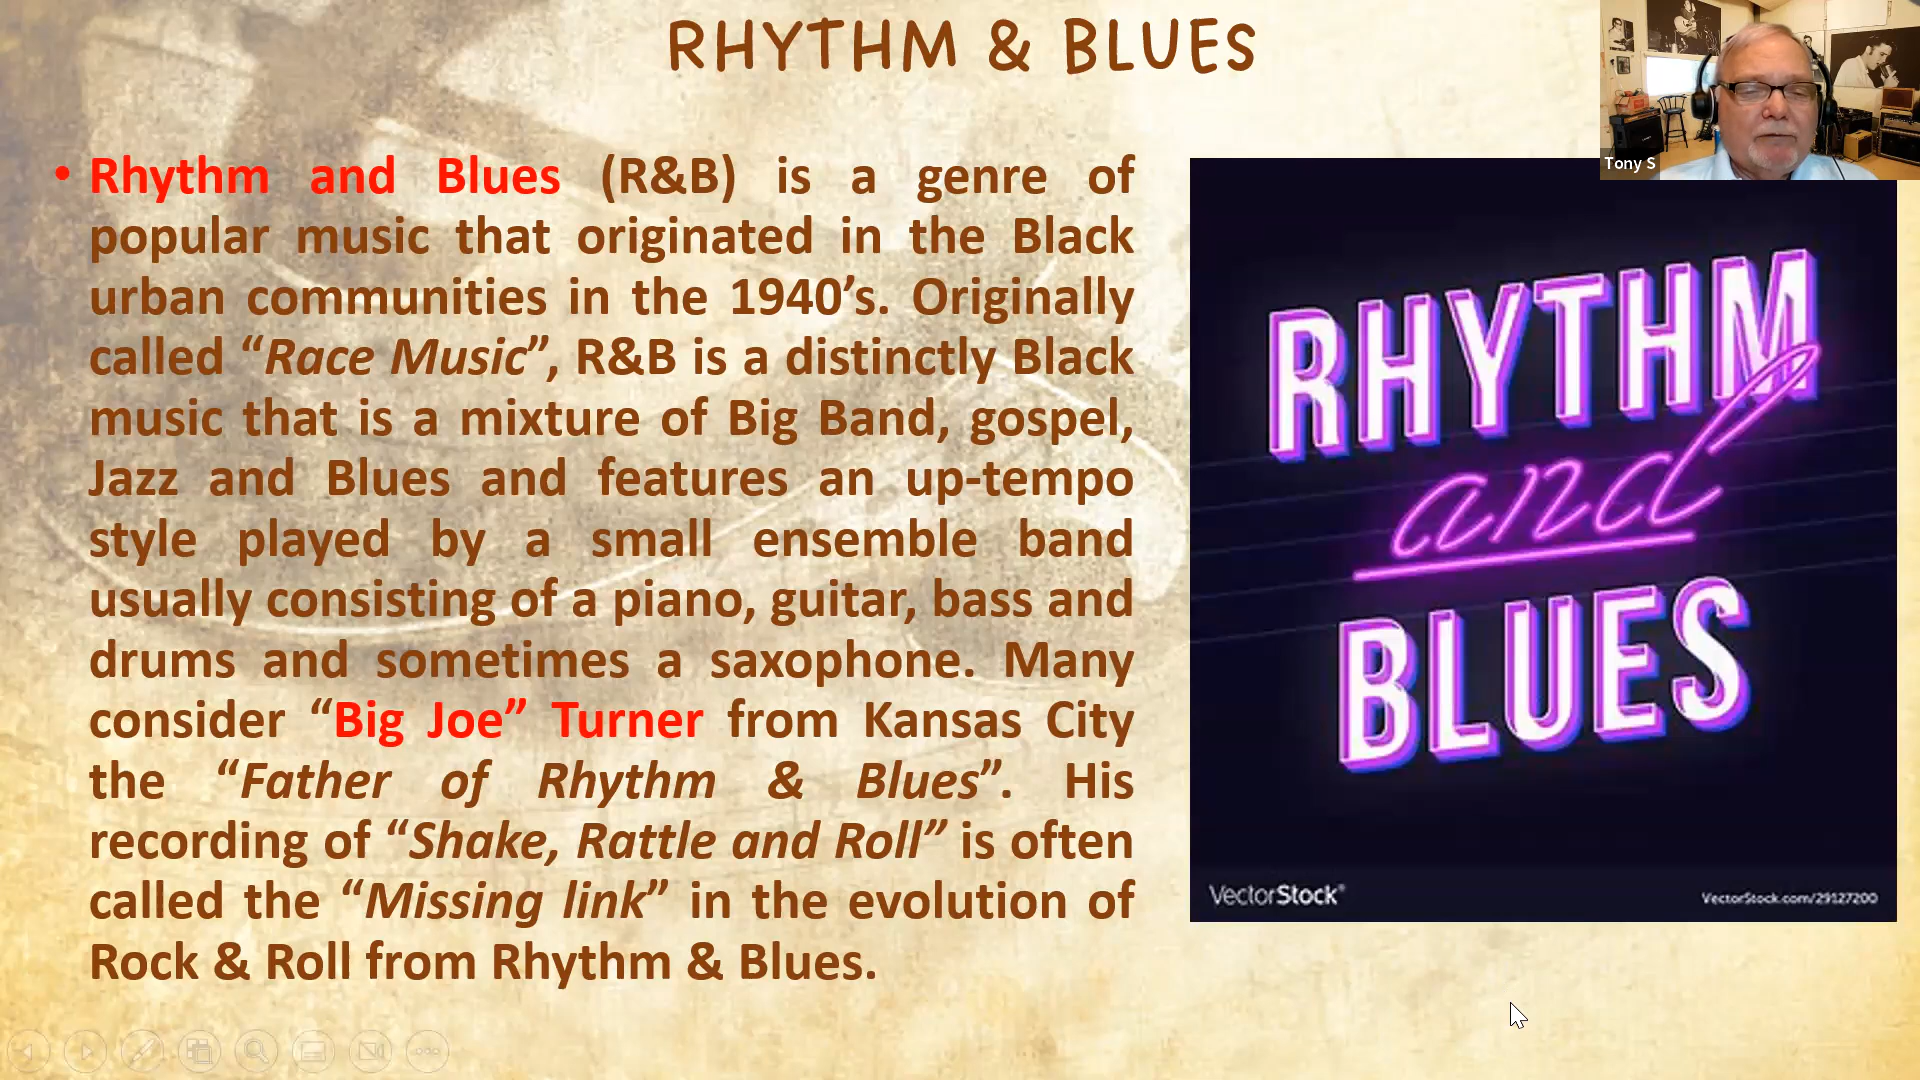 RHYTHM & BLUES
Tony S
• Rhythm and Blues (R&B) is a genre of
popular music that originated in the Black
urban communities in the 1940’s. Originally
called “Race Music”, R&B is a distinctly Black
music that is a mixture of Big Band, gospel,
Jazz and Blues and features an up-tempo
style played by a small ensemble band
usually consisting of a piano, guitar, bass and
drums and sometimes a saxophone. Many
consider “Big Joe” Turner from Kansas City
the “Father of Rhythm & Blues”. His
recording of “Shake, Rattle and Roll” is often
called the “Missing link” in the evolution of
Rock & Roll from Rhythm & Blues.
RHYTHM
and
BLUES
VectorStock®
VectorStock.com/29127200